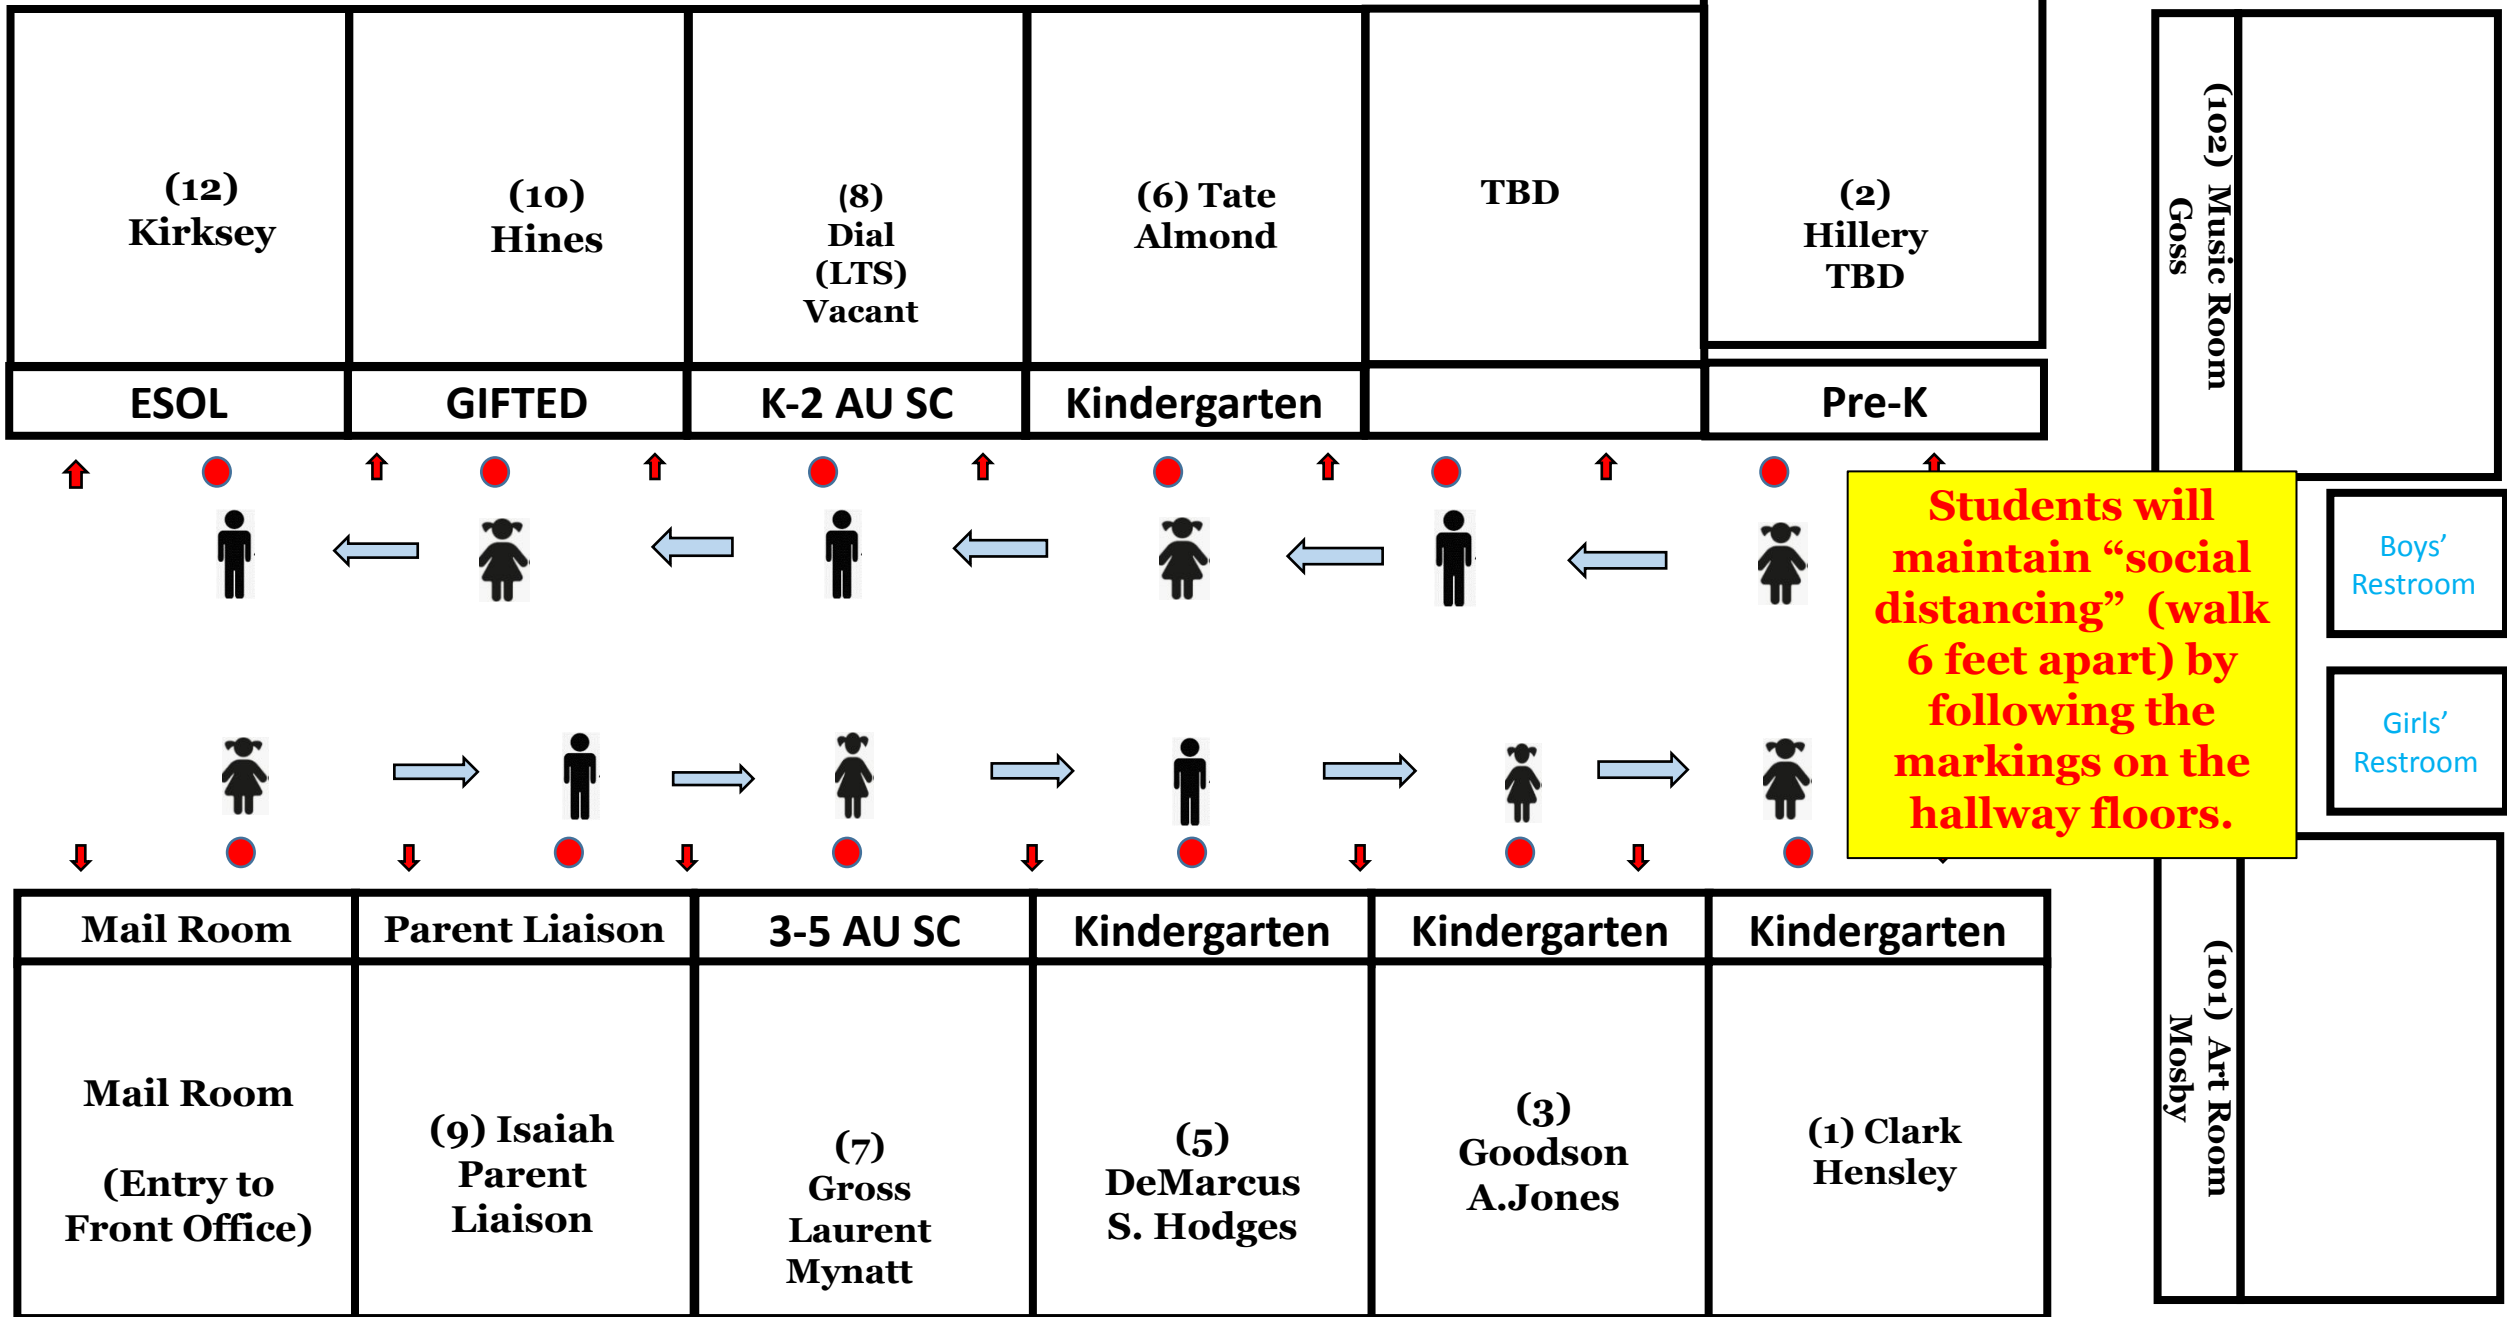 (12)
Kirksey
(10)
Hines
(8)
Dial
(LTS)
Vacant
(6) Tate
Almond
TBD
(2)
Hillery
TBD
(102)  Music Room
Goss
ESOL
GIFTED
K-2 AU SC
Kindergarten
Pre-K
Students will
maintain “social
distancing”  (walk
6 feet apart) by
following the
markings on the
hallway floors.
Boys’
Restroom
Girls’
Restroom
Mail Room
Parent Liaison
3-5 AU SC
Kindergarten
Kindergarten
Kindergarten
Mail Room
(Entry to
Front Office)
(9) Isaiah
Parent
Liaison
(7)
Gross
Laurent
Mynatt
(5)
DeMarcus
S. Hodges
(3)
Goodson
A.Jones
(1) Clark
Hensley
(101)  Art Room
Mosby